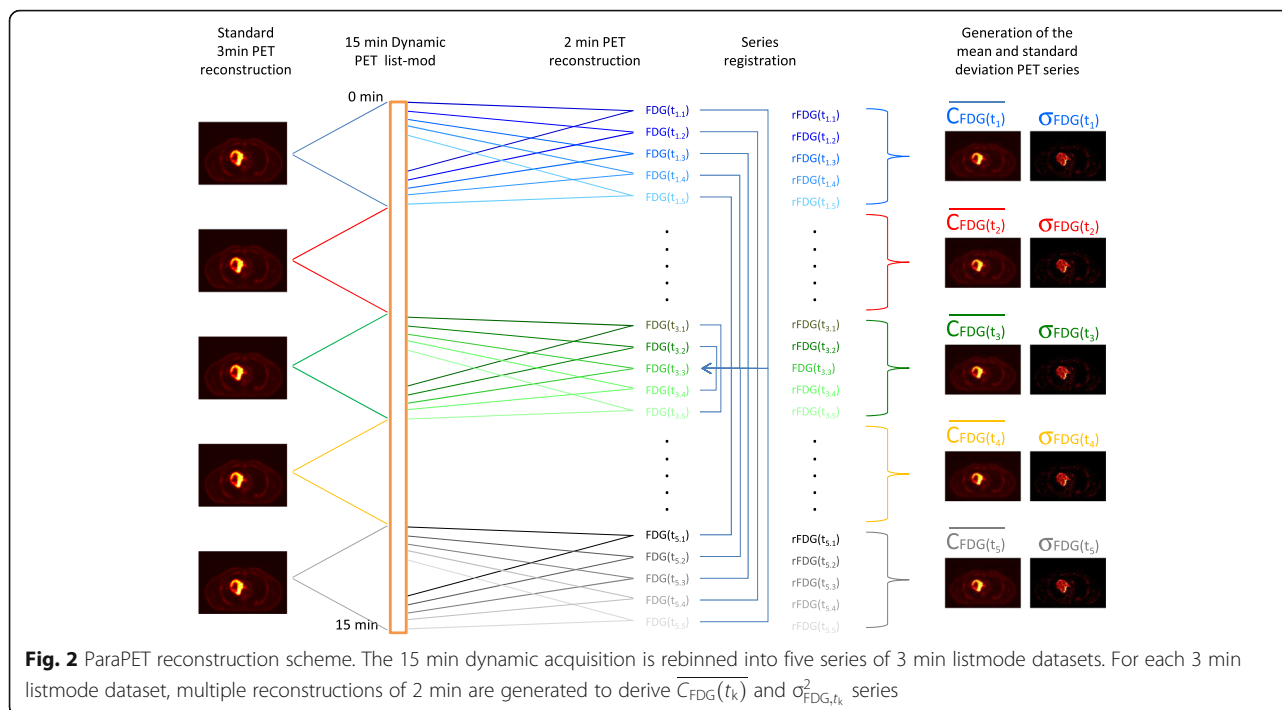 Standard
3min PET
reconstruction
15 min Dynamic
PET list-mod
2 min PET
reconstruction
Series
registration
Generation of the
mean and standard
deviation PET series
0 min
FDG(t1.1)
FDG(t1.2)
FDG(t1.3)
FDG(t1.4)
FDG(t1.5)
rFDG(t1.1)
rFDG(t1.2)
rFDG(t1.3)
rFDG(t1.4)
rFDG(t1.5)
CFDG(t1) σFDG(t1)
CFDG(t2) σFDG(t2)
FDG(t3.1)
FDG(t3.2)
FDG(t3.3)
FDG(t3.4)
FDG(t3.5)
rFDG(t3.1)
rFDG(t3.2)
FDG(t3.3)
rFDG(t3.4)
rFDG(t3.5)
CFDG(t3) σFDG(t3)
CFDG(t4) σFDG(t4)
FDG(t5.1)
FDG(t5.2)
FDG(t5.3)
FDG(t5.4)
FDG(t5.5)
rFDG(t5.1)
rFDG(t5.2)
rFDG(t5.3)
rFDG(t5.4)
rFDG(t5.5)
CFDG(t5) σFDG(t5)
15 min
Fig. 2 ParaPET reconstruction scheme. The 15 min dynamic acquisition is rebinned into five series of 3 min listmode datasets. For each 3 min
listmode dataset, multiple reconstructions of 2 min are generated to derive C̅F̅D̅G̅(̅t̅k̅)̅ and σ²FDG,tk series